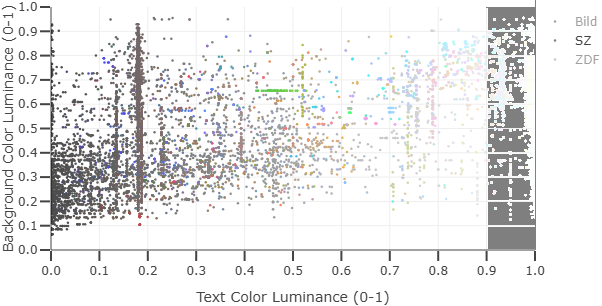 Background Color Luminance (0-1)
1.0
0.9
0.8
0.7
0.6
0.5
0.4
0.3
0.2
0.1
0.0
0.0 0.1 0.2 0.3 0.4 0.5 0.6 0.7 0.8 0.9 1.0
Text Color Luminance (0-1)
Bild
SZ
ZDF